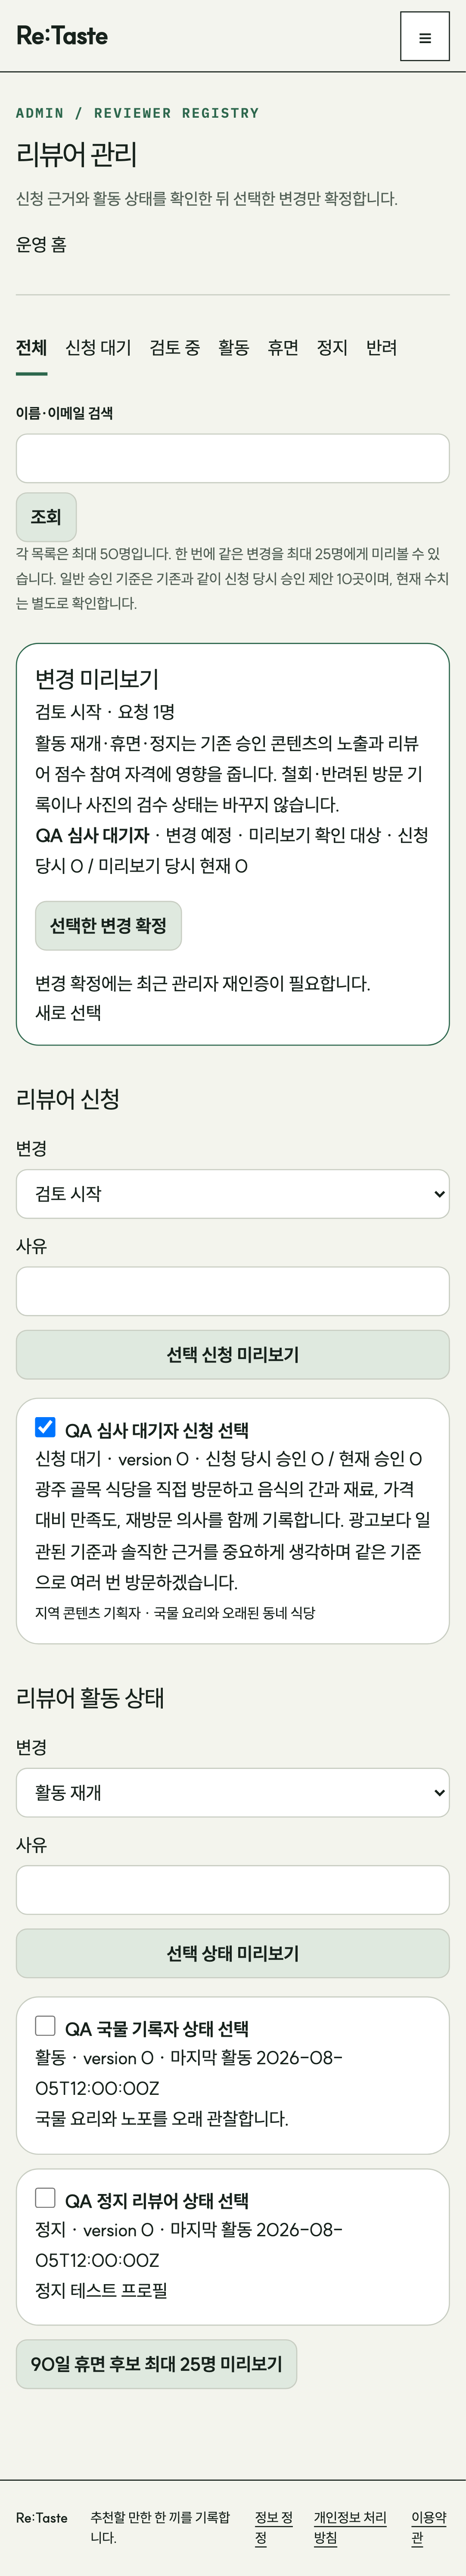 Re:Taste
≡
ADMIN / REVIEWER REGISTRY
리뷰어 관리
신청 근거와 활동 상태를 확인한 뒤 선택한 변경만 확정합니다.
운영 홈
전체 신청 대기 검토 중 활동 휴면 정지 반려
이름·이메일 검색
조회
각 목록은 최대 50명입니다. 한 번에 같은 변경을 최대 25명에게 미리볼 수 있
습니다. 일반 승인 기준은 기존과 같이 신청 당시 승인 제안 10곳이며, 현재 수치
는 별도로 확인합니다.
변경 미리보기
검토 시작 · 요청 1명
활동 재개·휴면·정지는 기존 승인 콘텐츠의 노출과 리뷰
어 점수 참여 자격에 영향을 줍니다. 철회·반려된 방문 기
록이나 사진의 검수 상태는 바꾸지 않습니다.
QA 심사 대기자 · 변경 예정 · 미리보기 확인 대상 · 신청
당시 0 / 미리보기 당시 현재 0
선택한 변경 확정
변경 확정에는 최근 관리자 재인증이 필요합니다.
새로 선택
리뷰어 신청
변경
검토 시작
사유
선택 신청 미리보기
QA 심사 대기자 신청 선택
신청 대기 · version 0 · 신청 당시 승인 0 / 현재 승인 0
광주 골목 식당을 직접 방문하고 음식의 간과 재료, 가격
대비 만족도, 재방문 의사를 함께 기록합니다. 광고보다 일
관된 기준과 솔직한 근거를 중요하게 생각하며 같은 기준
으로 여러 번 방문하겠습니다.
지역 콘텐츠 기획자 · 국물 요리와 오래된 동네 식당
리뷰어 활동 상태
변경
활동 재개
사유
선택 상태 미리보기
QA 국물 기록자 상태 선택
활동 · version 0 · 마지막 활동 2026-08-
05T12:00:00Z
국물 요리와 노포를 오래 관찰합니다.
QA 정지 리뷰어 상태 선택
정지 · version 0 · 마지막 활동 2026-08-
05T12:00:00Z
정지 테스트 프로필
90일 휴면 후보 최대 25명 미리보기
Re:Taste
추천할 만한 한 끼를 기록합
니다.
정보 정
정
개인정보 처리
방침
이용약
관